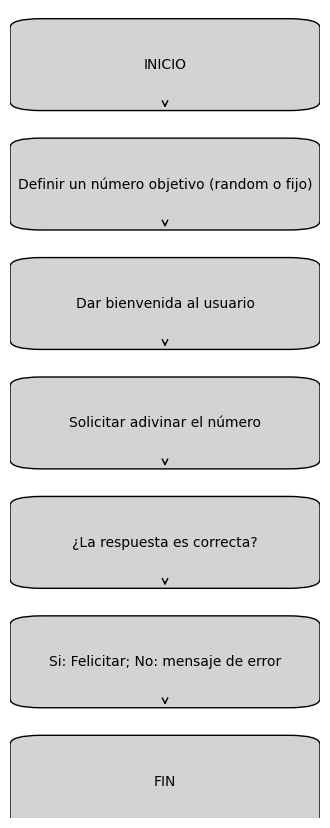 INICIO
Definir un número objetivo (random o fijo)
Dar bienvenida al usuario
Solicitar adivinar el número
¿La respuesta es correcta?
Si: Felicitar; No: mensaje de error
FIN